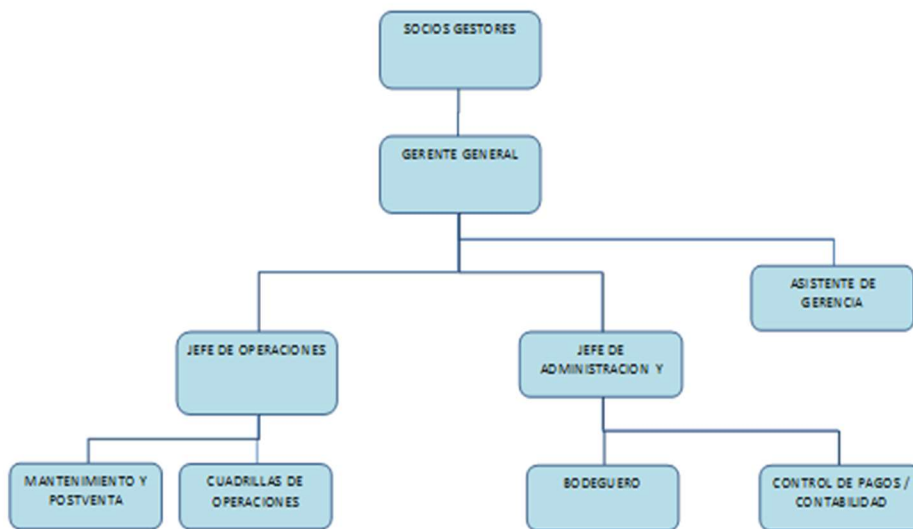 SOCIOS GESTORES
GERENTE GENERAL
ASISTENTE DE
GERENCIA
JEFE DE OPERACIONES
JEFE DE
ADMINISTRACION Y
MANTENIMIENTO Y
POSTVENTA
CUADRILLAS DE
OPERACIONES
BODEGUERO
CONTROL DE PAGOS /
CONTABILIDAD